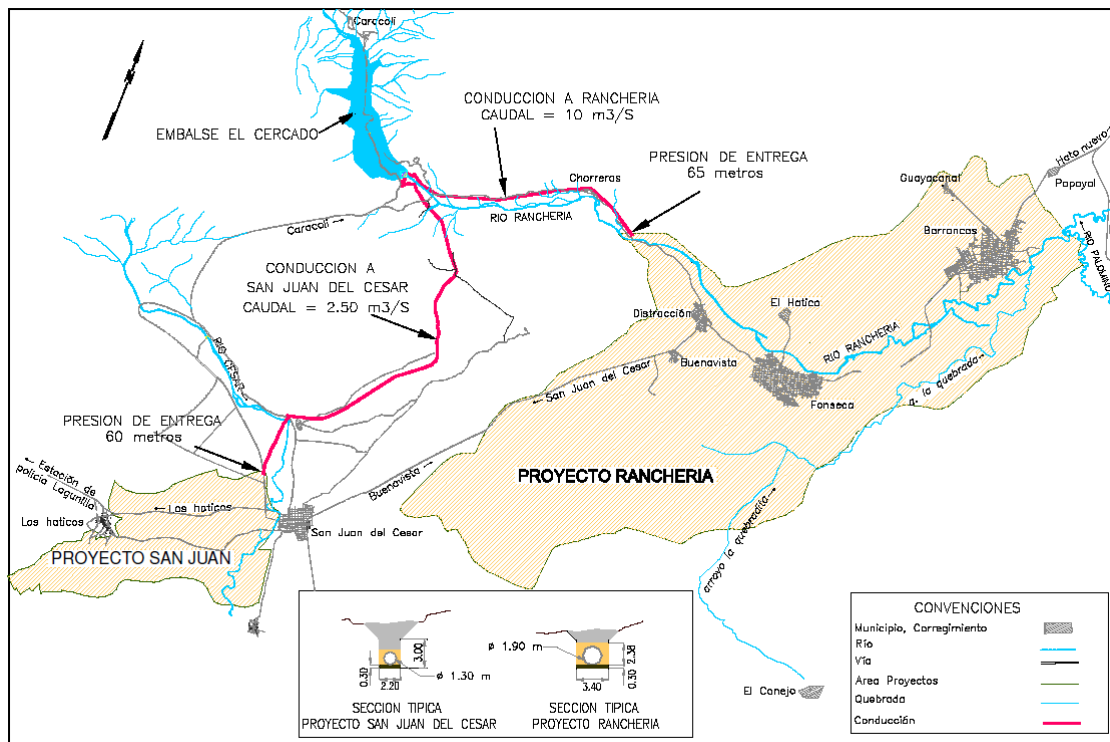 Caracolí
CONDUCCION A RANCHERIA
CAUDAL = 10 m3/S
EMBALSE EL CERCADO
PRESION DE ENTREGA
65 metros
Chorreras
RIO RANCHERIA
Caracolí
Hato nuevo
Guayacanal
Papayal
Barrancas
RIO PALOMINO
CONDUCCION A
SAN JUAN DEL CESAR
CAUDAL = 2.50 m3/S
El Hatico
Distracción
RIO RANCHERIA
RIO CESAR
Buenavista
San Juan del Cesar
a. la quebrada
Fonseca
PRESION DE ENTREGA
60 metros
Estación de
policia Lagunlla
Buenavista
PROYECTO RANCHERIA
Los haticos
Los haticos
San Juan del Cesar
PROYECTO SAN JUAN
arroyo la quebradita
El Conejo
3.00
0.30
2.20
ø 1.30 m
SECCION TIPICA
PROYECTO SAN JUAN DEL CESAR
ø 1.90 m
2.38
0.30
3.40
SECCION TIPICA
PROYECTO RANCHERIA
CONVENCIONES
Municipio, Corregimiento
Río
Vía
Area Proyectos
Quebrada
Conducción